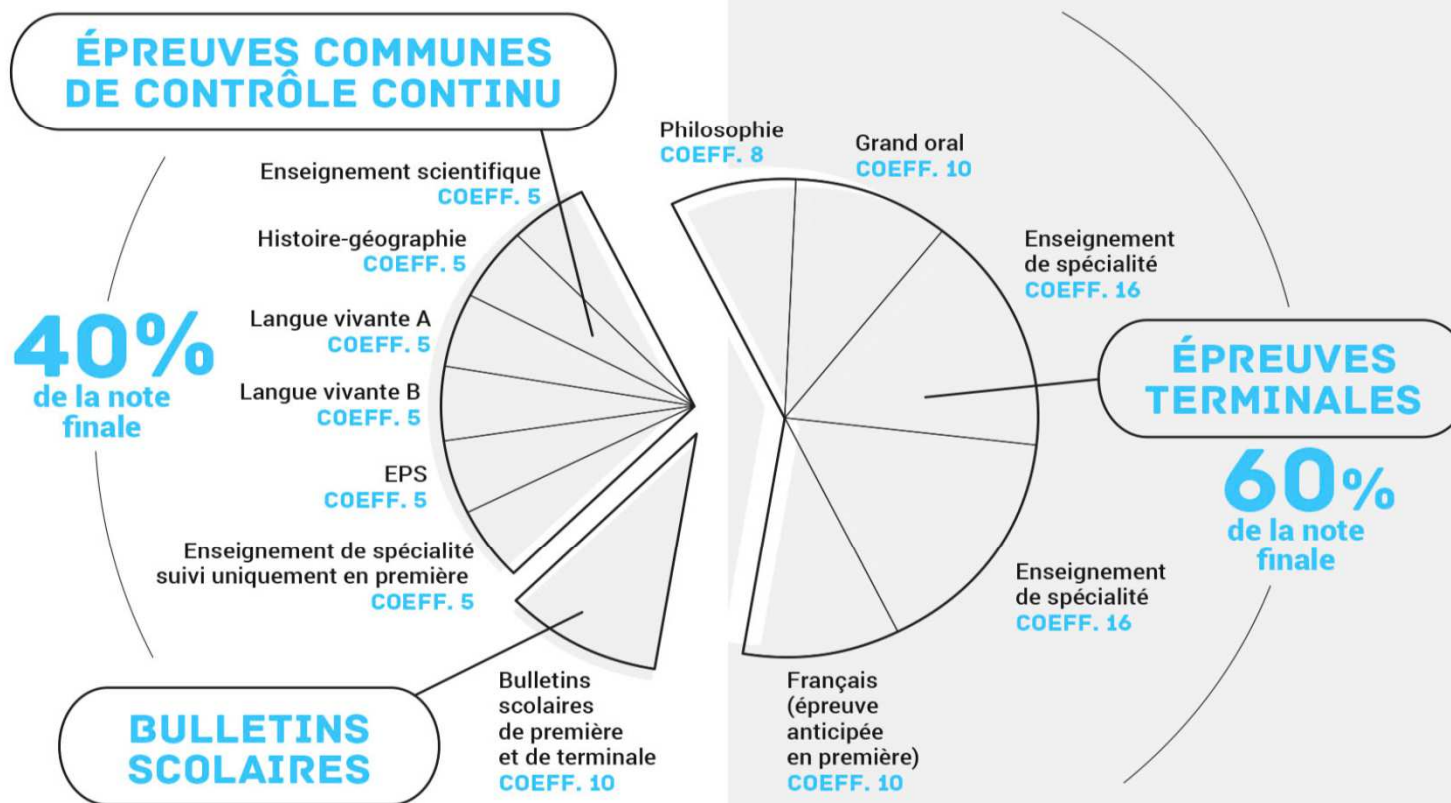 ÉPREUVES COMMUNES
DE CONTRÔLE CONTINU
Enseignement scientifique
COEFF. 5
Histoire-géographie
COEFF. 5
Langue vivante A
COEFF. 5
Langue vivante B
COEFF. 5
EPS
COEFF. 5
Enseignement de spécialité
suivi uniquement en première
COEFF. 5
40%
de la note
finale
BULLETINS
SCOLAIRES
Bulletins
scolaires
de première
et de terminale
COEFF. 10
Philosophie
COEFF. 8
Grand oral
COEFF. 10
Enseignement
de spécialité
COEFF. 16
ÉPREUVES
TERMINALES
60%
de la note
finale
Enseignement
de spécialité
COEFF. 16
Français
(épreuve
anticipée
en première)
COEFF. 10